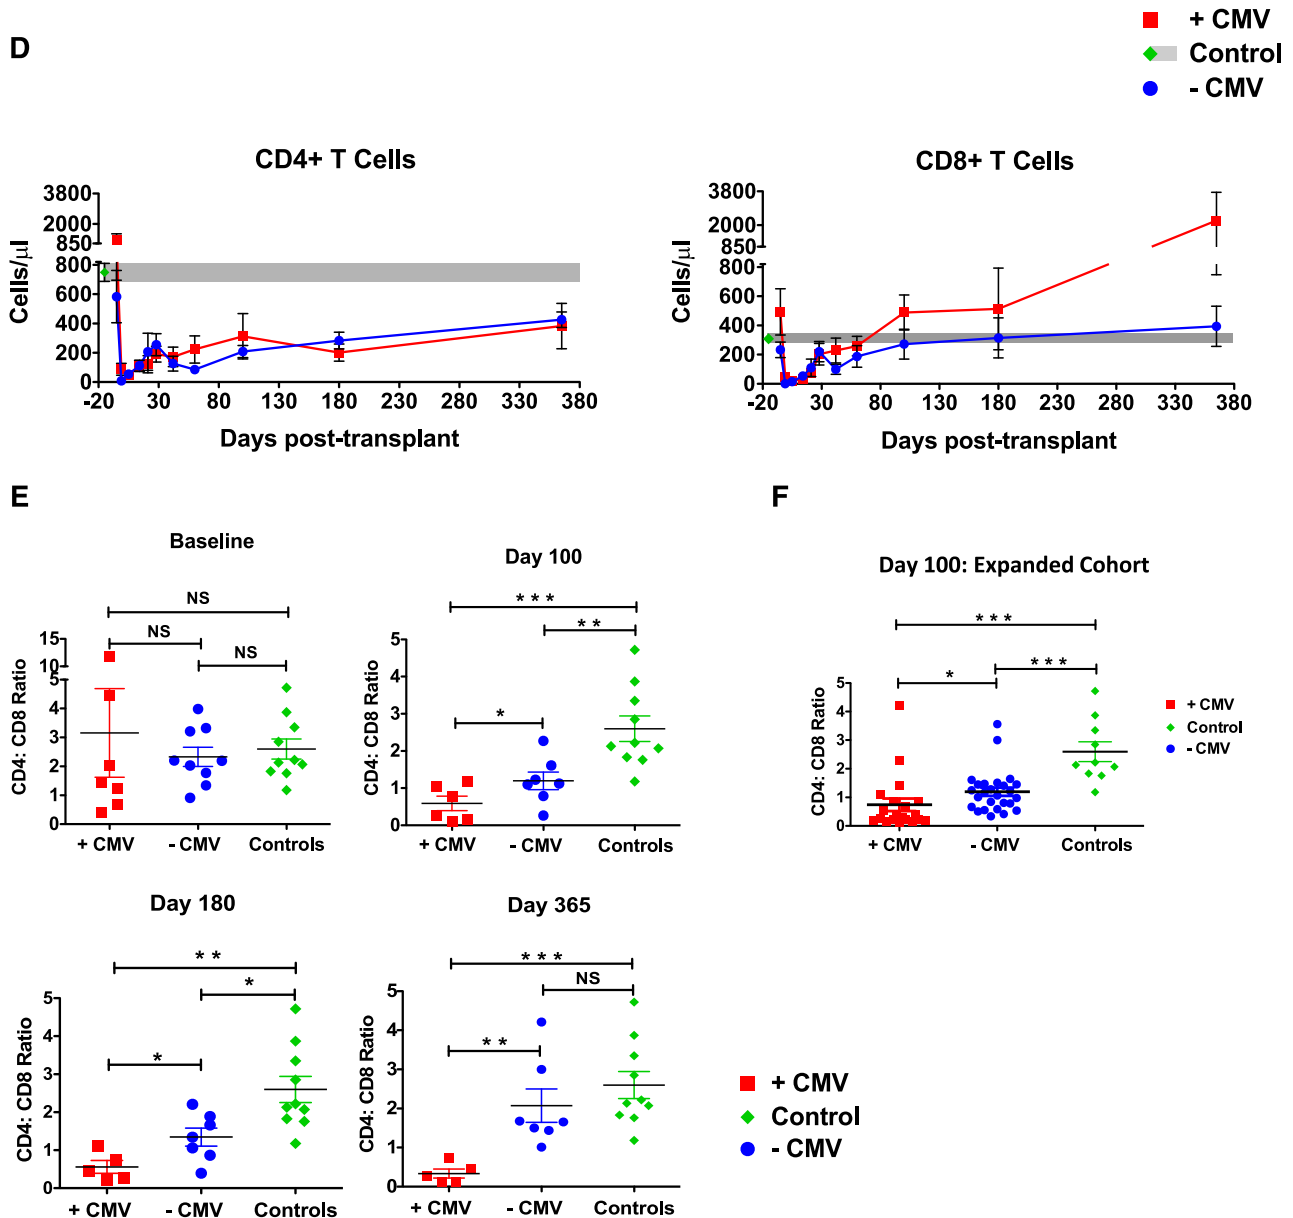 D
+ CMV
Control
- CMV
CD4+ T Cells
CD8+ T Cells
Cells/µl
3800
2000
850
800
600
400
200
0
-20 30 80 130 180 230 280 330 380
Days post-transplant
3800
2000
850
800
600
400
200
0
-20 30 80 130 180 230 280 330 380
Days post-transplant
E
F
Baseline
NS
NS
NS
CD4: CD8 Ratio
15
10
5
4
3
2
1
0
+ CMV - CMV Controls
Day 100
* * *
* *
*
CD4: CD8 Ratio
5
4
3
2
1
0
+ CMV - CMV Controls
Day 100: Expanded Cohort
* * *
* * *
*
CD4: CD8 Ratio
5
4
3
2
1
0
+ CMV - CMV Controls
+ CMV
Control
- CMV
Day 180
* *
*
*
CD4: CD8 Ratio
5
4
3
2
1
0
+ CMV - CMV Controls
Day 365
* * *
NS
* *
CD4: CD8 Ratio
5
4
3
2
1
0
+ CMV - CMV Controls
+ CMV
Control
- CMV